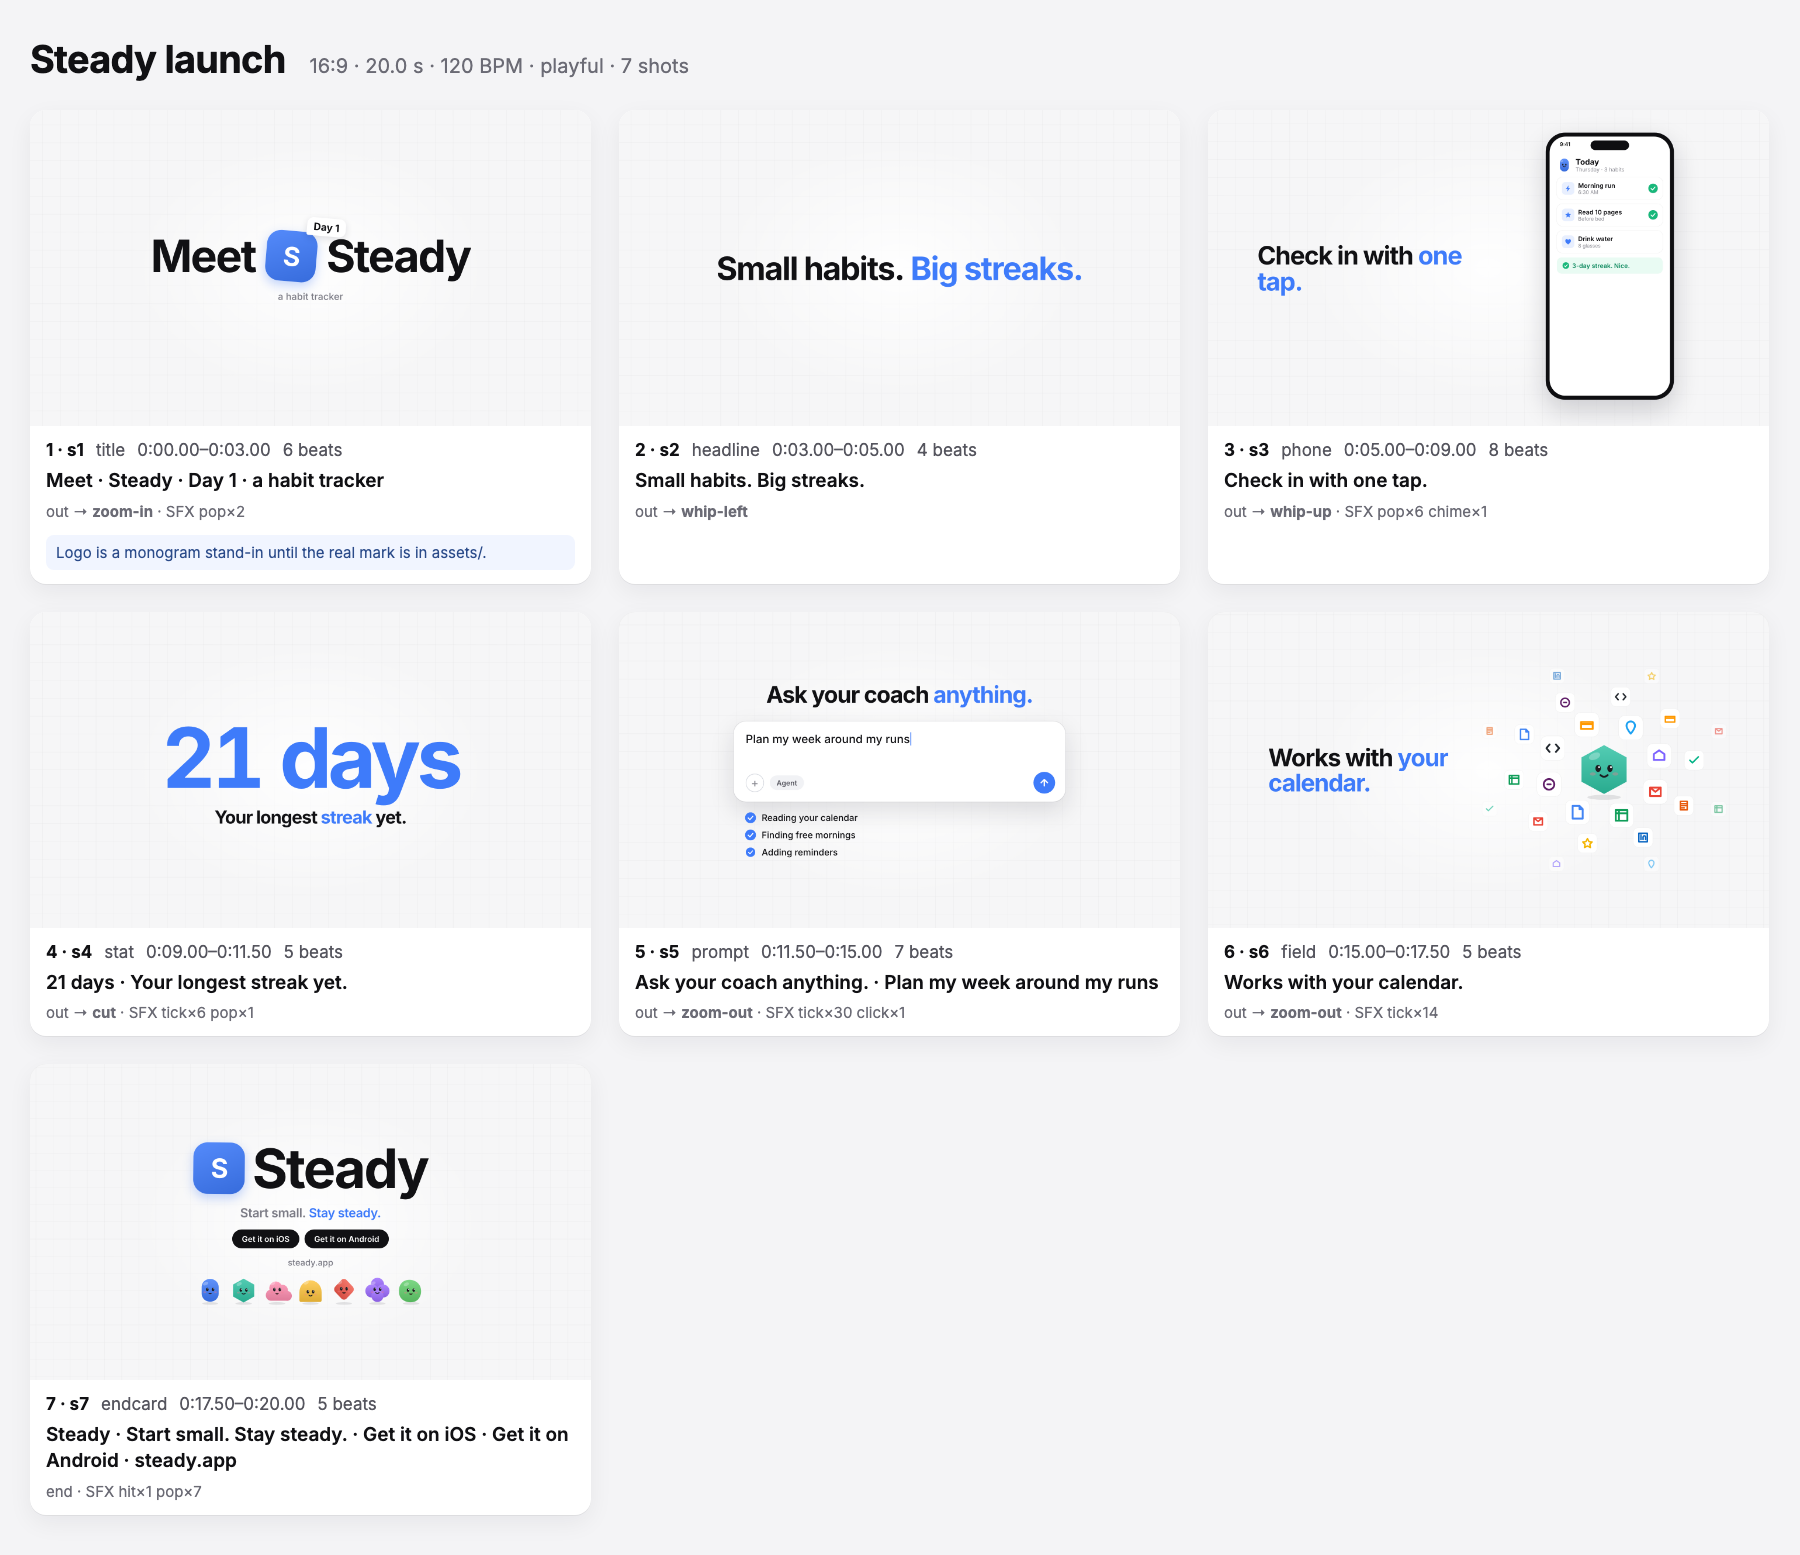 Steady launch 16:9 · 20.0 s · 120 BPM · playful · 7 shots
Day 1
Meet S Steady
a habit tracker
1 · s1 title 0:00.00–0:03.00 6 beats
Meet · Steady · Day 1 · a habit tracker
out → zoom-in · SFX pop×2
Logo is a monogram stand-in until the real mark is in assets/.
Small habits. Big streaks.
2 · s2 headline 0:03.00–0:05.00 4 beats
Small habits. Big streaks.
out → whip-left
Check in with one
tap.
9:41
Today
Thursday · 3 habits
Morning run
6:30 AM
Read 10 pages
Before bed
Drink water
8 glasses
3-day streak. Nice.
3 · s3 phone 0:05.00–0:09.00 8 beats
Check in with one tap.
out → whip-up · SFX pop×6 chime×1
21 days
Your longest streak yet.
4 · s4 stat 0:09.00–0:11.50 5 beats
21 days · Your longest streak yet.
out → cut · SFX tick×6 pop×1
Ask your coach anything.
Plan my week around my runs
+ Agent
Reading your calendar
Finding free mornings
Adding reminders
5 · s5 prompt 0:11.50–0:15.00 7 beats
Ask your coach anything. · Plan my week around my runs
out → zoom-out · SFX tick×30 click×1
Works with your
calendar.
6 · s6 field 0:15.00–0:17.50 5 beats
Works with your calendar.
out → zoom-out · SFX tick×14
S Steady
Start small. Stay steady.
Get it on iOS Get it on Android
steady.app
7 · s7 endcard 0:17.50–0:20.00 5 beats
Steady · Start small. Stay steady. · Get it on iOS · Get it on
Android · steady.app
end · SFX hit×1 pop×7